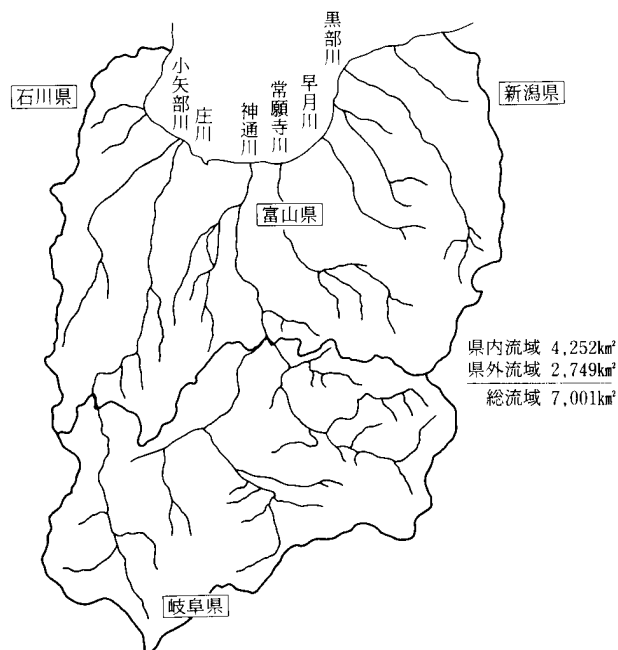 黒部川
早月川
常願寺川
神通川
庄川
小矢部川
石川県
新潟県
富山県
県内流域 4,252km²
県外流域 2,749km²
総流域 7,001km²
岐阜県